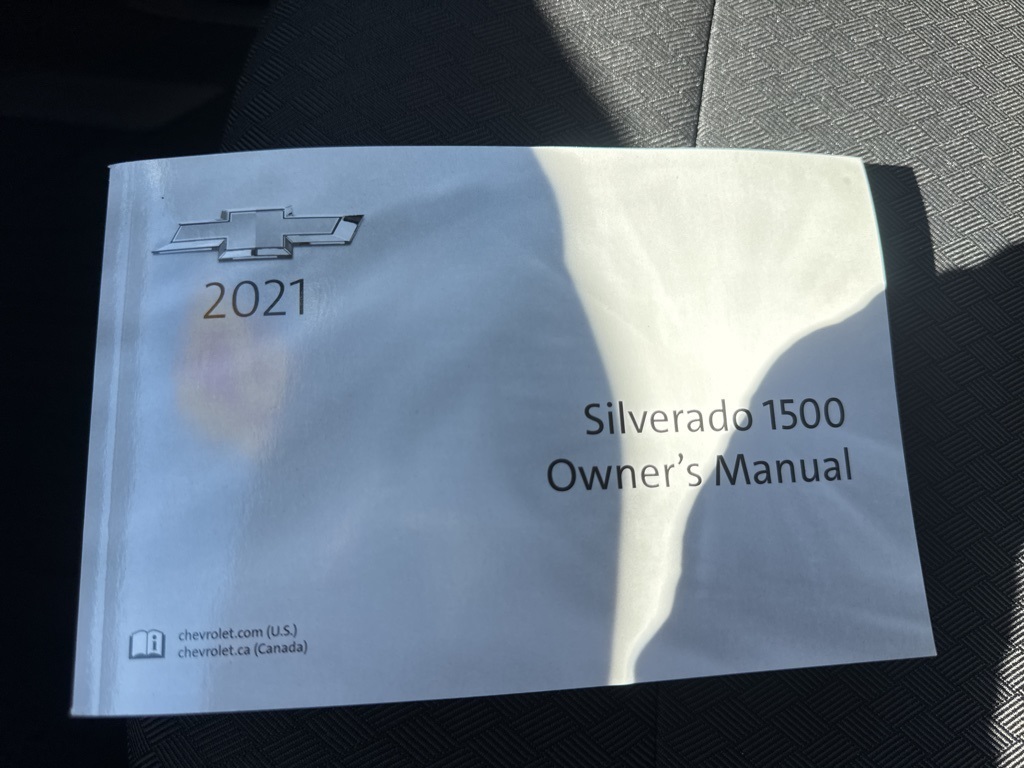 2021
Silverado 1500
Owner's Manual
chevrolet.com (U.S.)
chevrolet.ca (Canada)